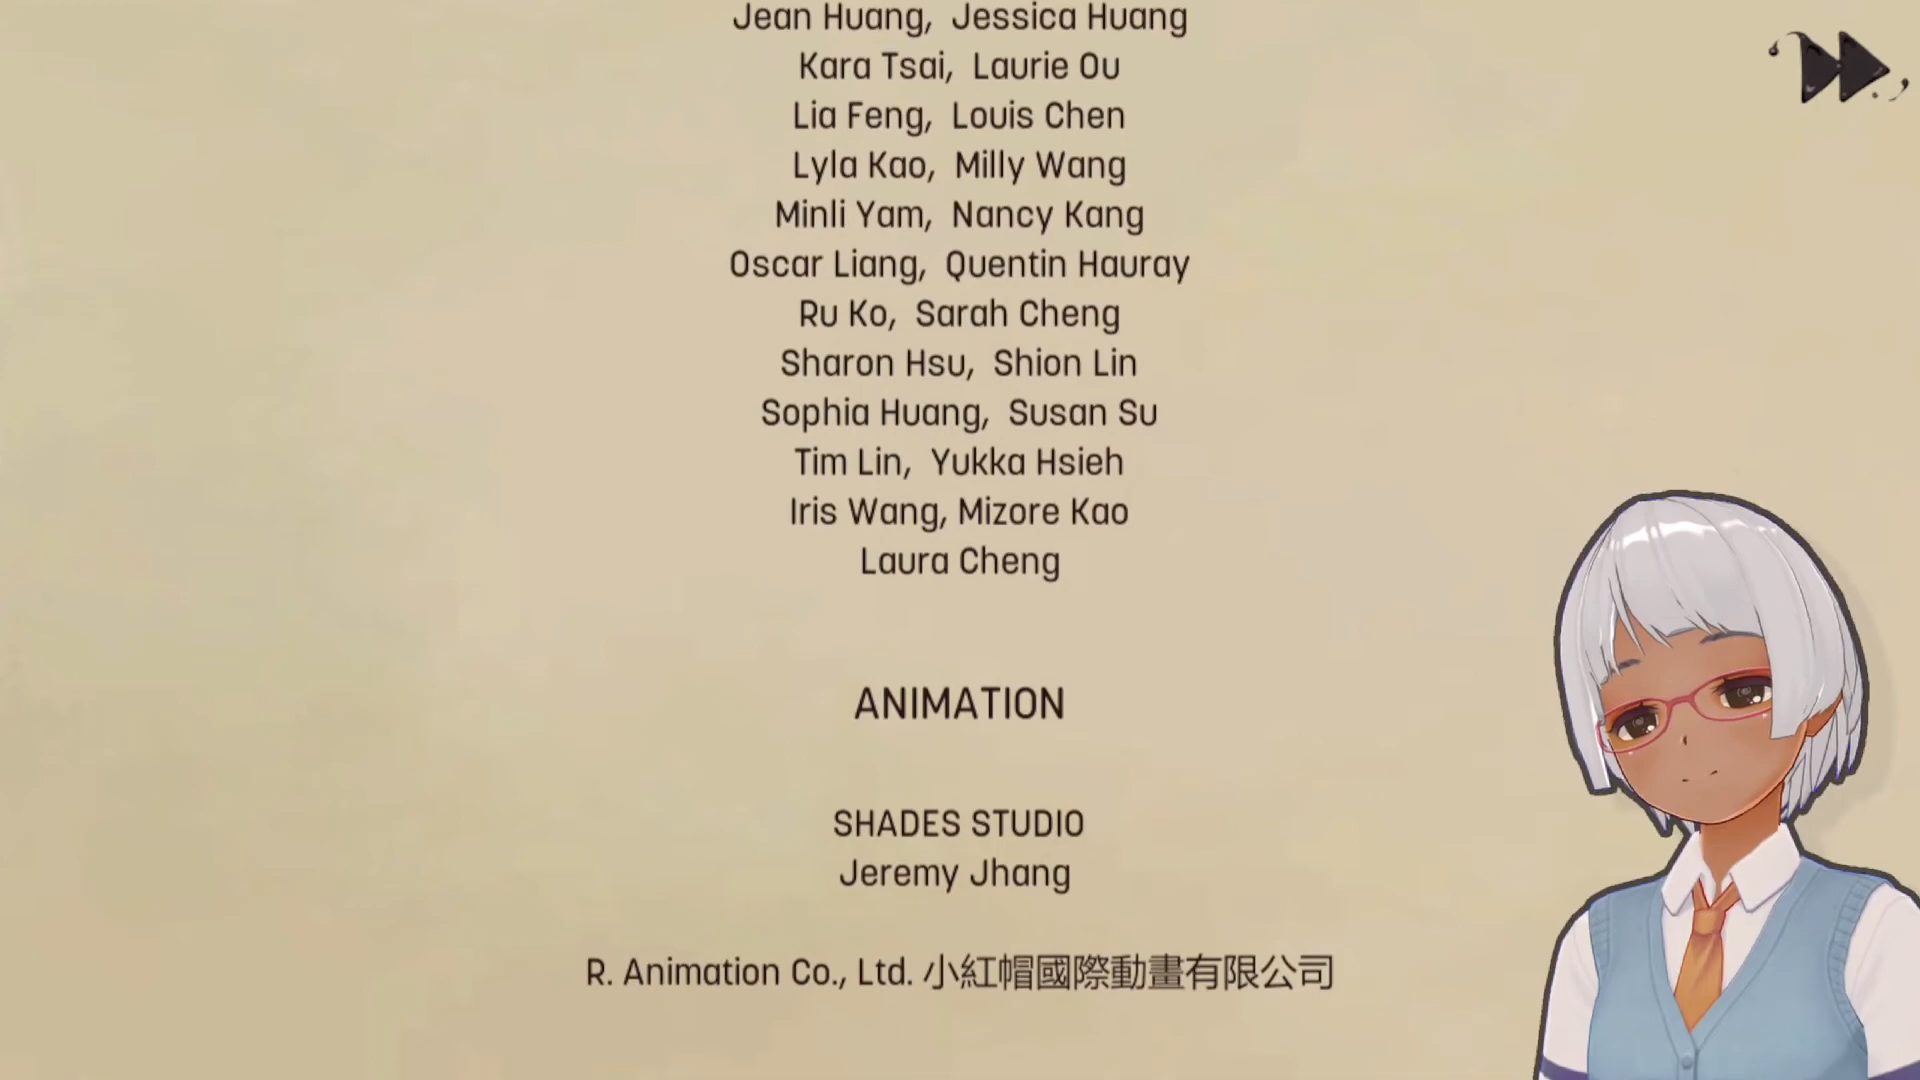 Jean Huang, Jessica Huang
Kara Tsai, Laurie Ou
Lia Feng, Louis Chen
Lyla Kao, Milly Wang
Minli Yam, Nancy Kang
Oscar Liang, Quentin Hauray
Ru Ko, Sarah Cheng
Sharon Hsu, Shion Lin
Sophia Huang, Susan Su
Tim Lin, Yukka Hsieh
Iris Wang, Mizore Kao
Laura Cheng
ANIMATION
SHADES STUDIO
Jeremy Jhang
R. Animation Co., Ltd. 小紅帽國際動畫有限公司